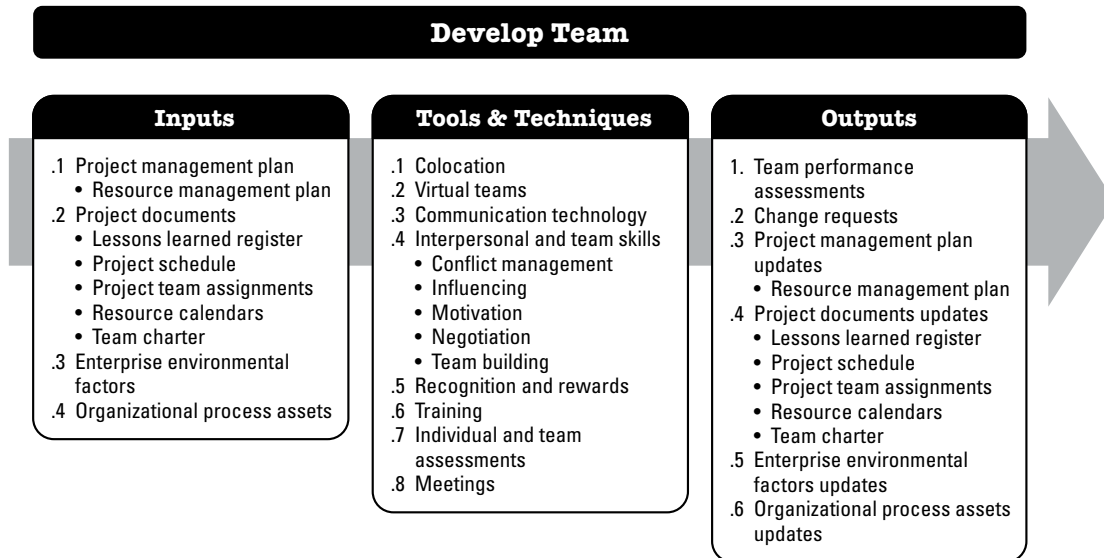 Develop Team
Inputs
.1 Project management plan
• Resource management plan
.2 Project documents
• Lessons learned register
• Project schedule
• Project team assignments
• Resource calendars
• Team charter
.3 Enterprise environmental
factors
.4 Organizational process assets
Tools & Techniques
.1 Colocation
.2 Virtual teams
.3 Communication technology
.4 Interpersonal and team skills
• Conflict management
• Influencing
• Motivation
• Negotiation
• Team building
.5 Recognition and rewards
.6 Training
.7 Individual and team
assessments
.8 Meetings
Outputs
1. Team performance
assessments
.2 Change requests
.3 Project management plan
updates
• Resource management plan
.4 Project documents updates
• Lessons learned register
• Project schedule
• Project team assignments
• Resource calendars
• Team charter
.5 Enterprise environmental
factors updates
.6 Organizational process assets
updates